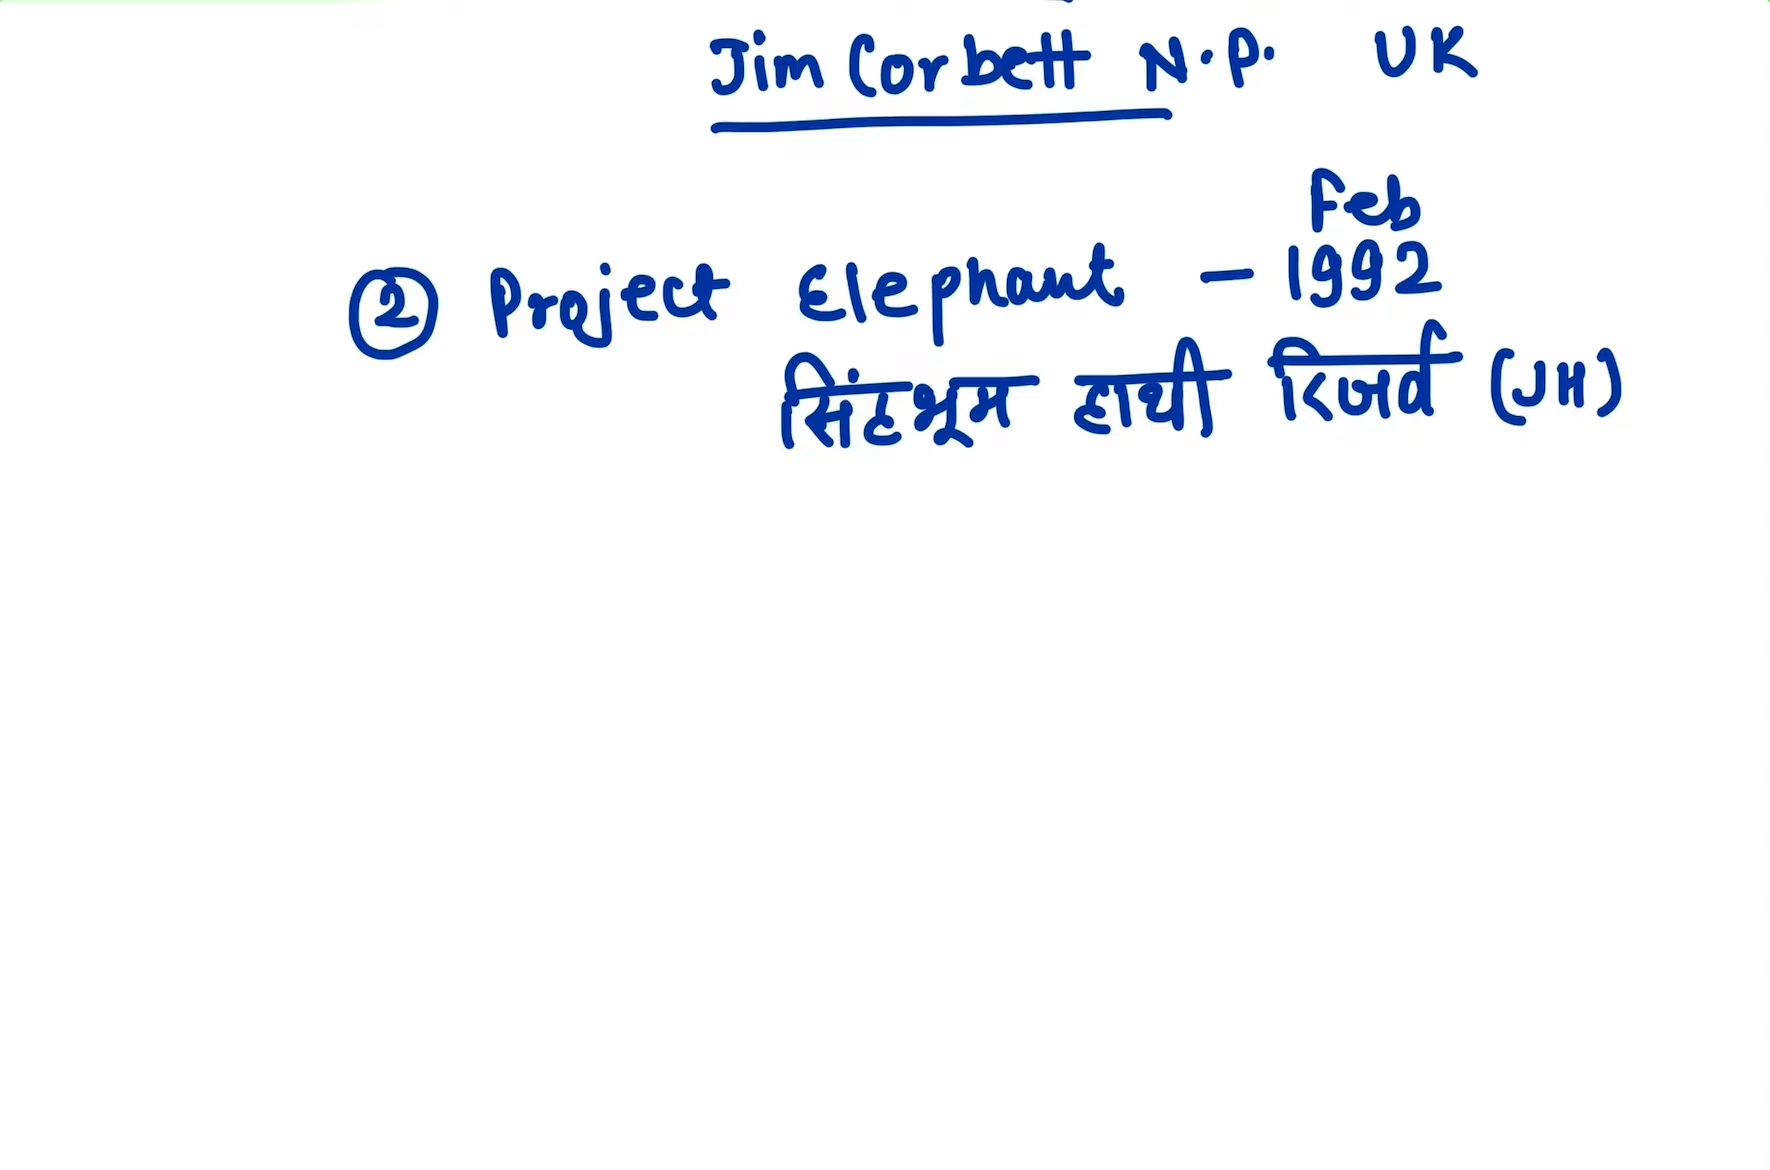 Jim Corbett N.P. UK
Feb
② Project Elephant - 1992
सिंहभूम हाथी रिजर्व (JH)